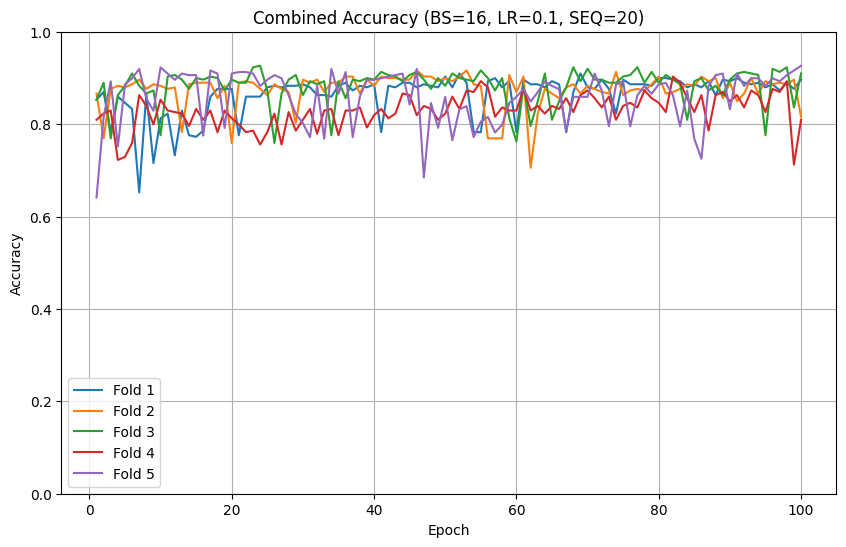 Combined Accuracy (BS=16, LR=0.1, SEQ=20)
1.0
0.8
0.6
0.4
0.2
0.0
Accuracy
Fold 1
Fold 2
Fold 3
Fold 4
Fold 5
0 20 40 60 80 100
Epoch